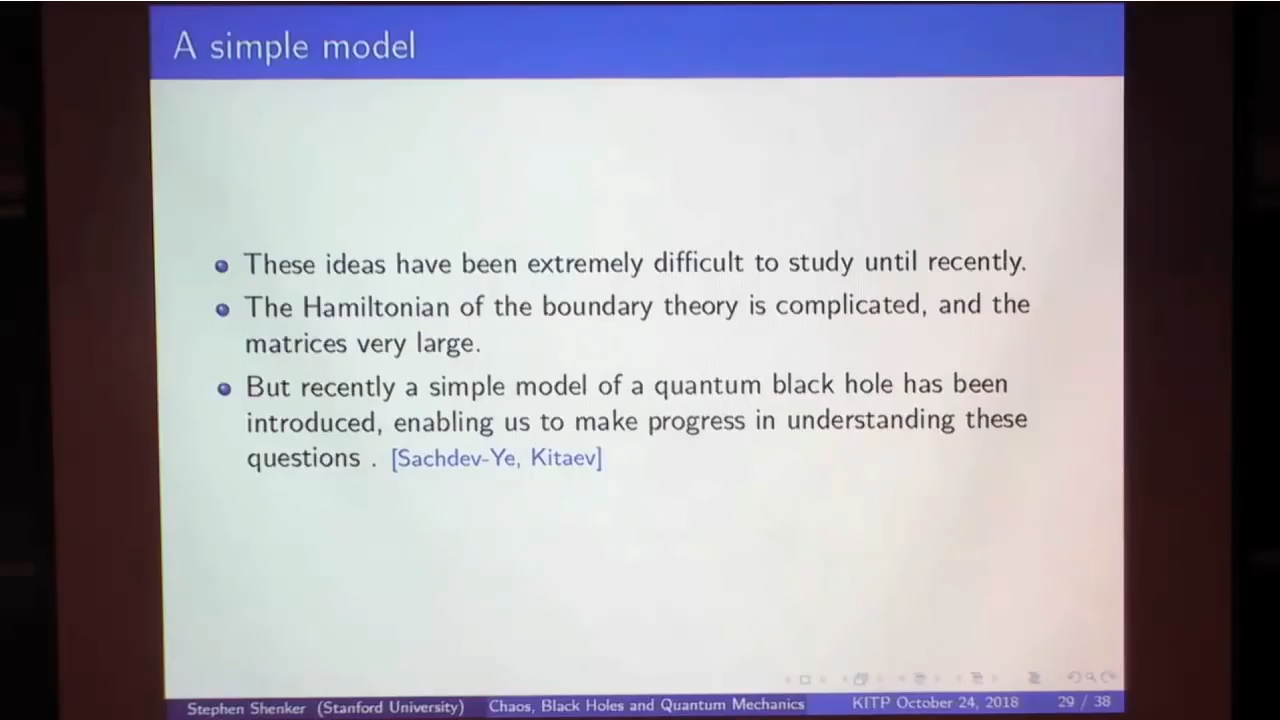 A simple model
These ideas have been extremely difficult to study until recently.
The Hamiltonian of the boundary theory is complicated, and the
matrices very large.
But recently a simple model of a quantum black hole has been
introduced, enabling us to make progress in understanding these
questions . [Sachdev-Ye, Kitaev]
Stephen Shenker (Stanford University) Chaos, Black Holes and Quantum Mechanics KITP October 24, 2018 29 / 38